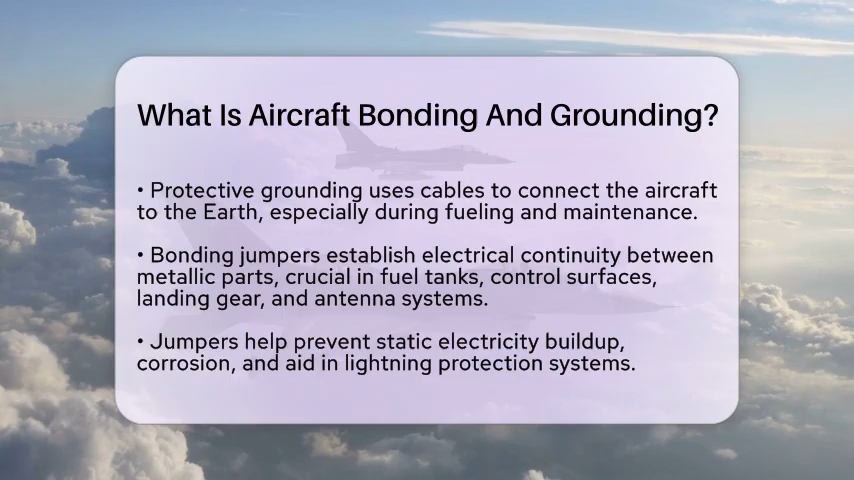 What Is Aircraft Bonding And Grounding?
• Protective grounding uses cables to connect the aircraft
to the Earth, especially during fueling and maintenance.
• Bonding jumpers establish electrical continuity between
metallic parts, crucial in fuel tanks, control surfaces,
landing gear, and antenna systems.
• Jumpers help prevent static electricity buildup,
corrosion, and aid in lightning protection systems.